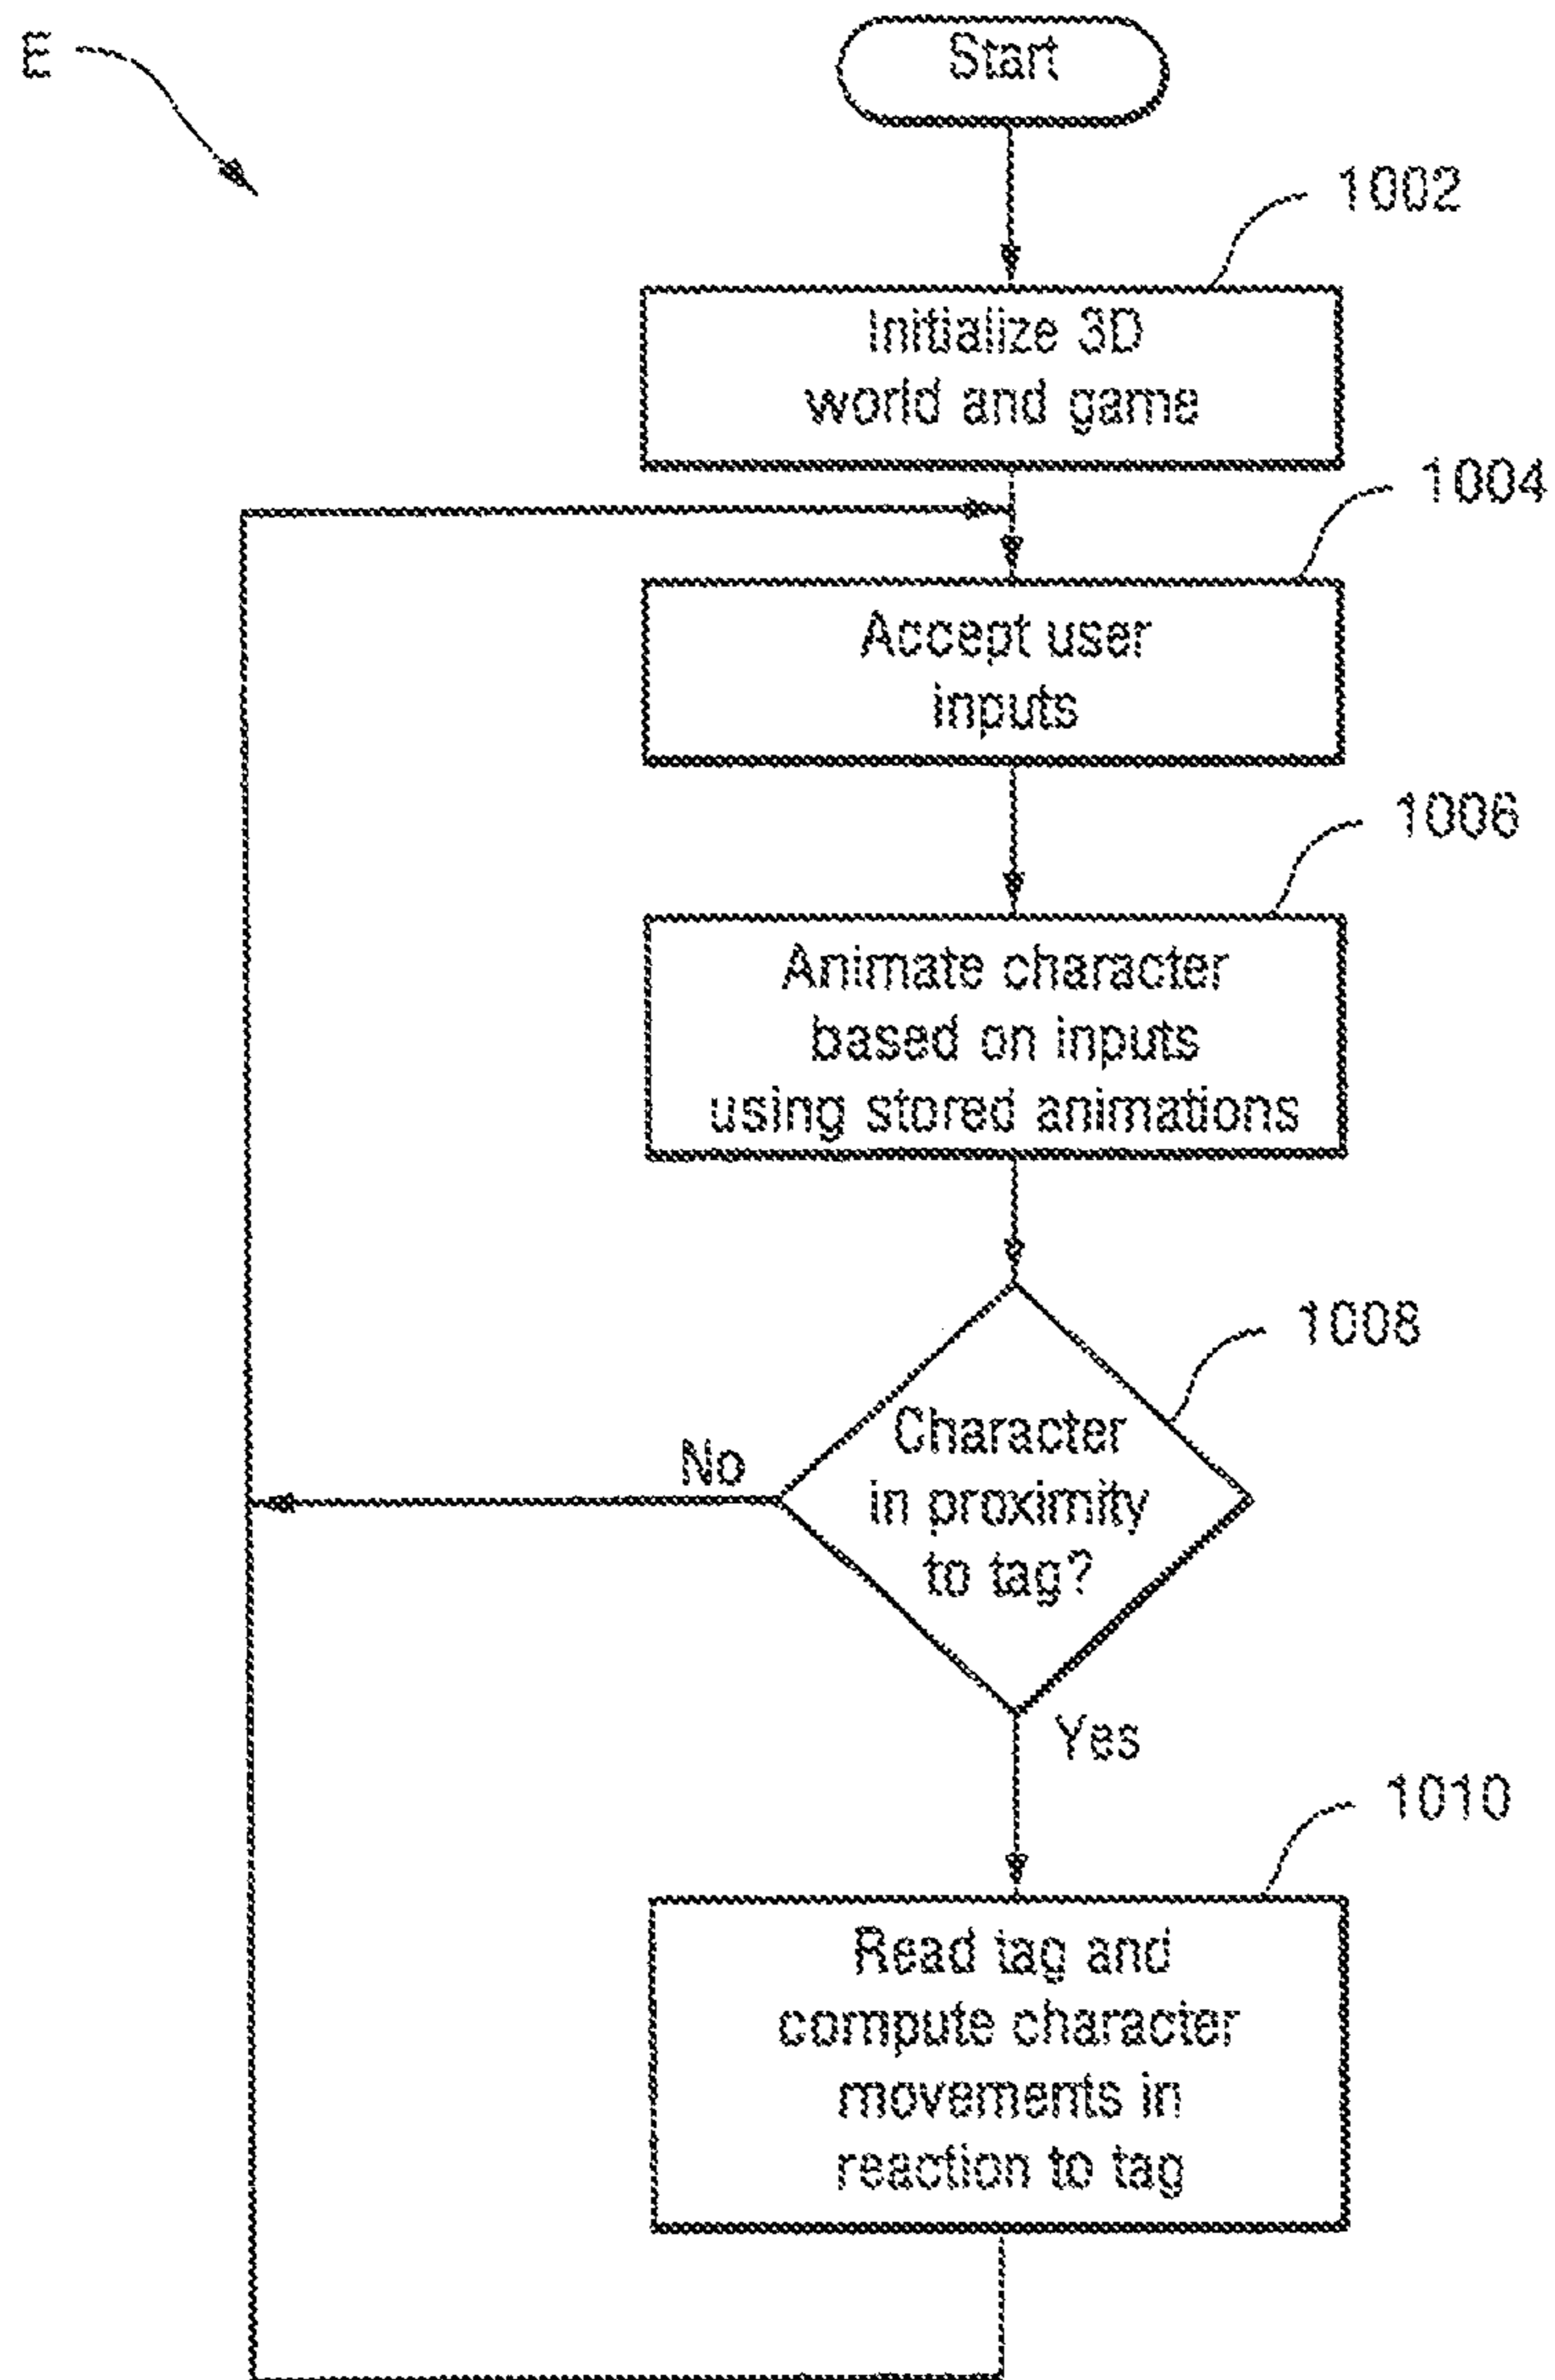 E
Start
1002
Initialize 3D
world and game
1004
Accept user
inputs
1006
Animate character
based on inputs
using stored animations
1008
Character
in proximity
to tag?
No
Yes
1010
Read tag and
compute character
movements in
reaction to tag